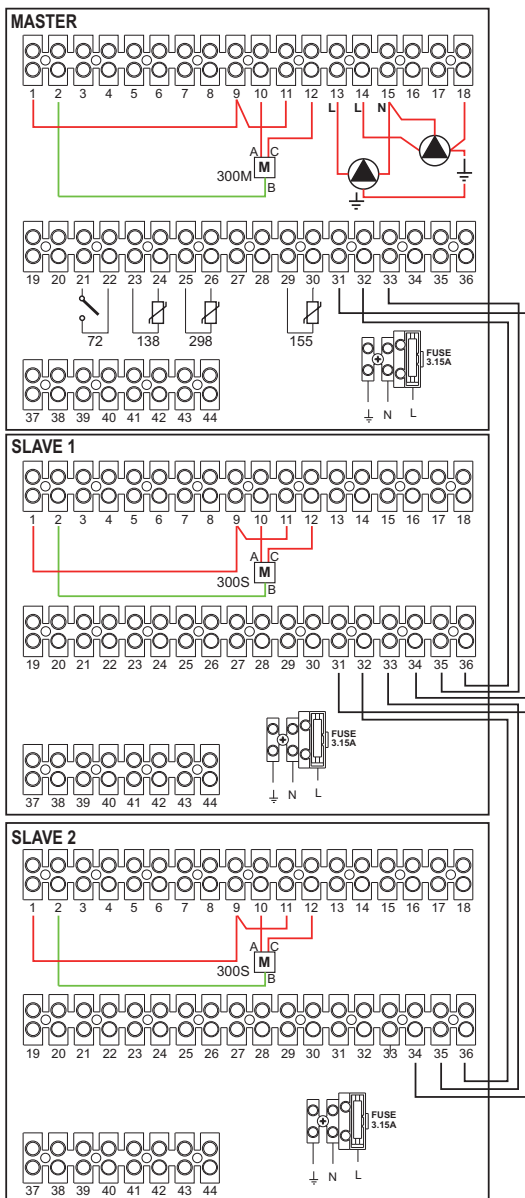 MASTER
1 2 3 4 5 6 7 8 9 10 11 12 13 14 15 16 17 18
L L N
A C
M
300M
B
19 20 21 22 23 24 25 26 27 28 29 30 31 32 33 34 35 36
72 138 298 155
FUSE
3.15A
N L
37 38 39 40 41 42 43 44
SLAVE 1
1 2 3 4 5 6 7 8 9 10 11 12 13 14 15 16 17 18
A C
M
300S
B
19 20 21 22 23 24 25 26 27 28 29 30 31 32 33 34 35 36
FUSE
3.15A
N L
37 38 39 40 41 42 43 44
SLAVE 2
1 2 3 4 5 6 7 8 9 10 11 12 13 14 15 16 17 18
A C
M
300S
B
19 20 21 22 23 24 25 26 27 28 29 30 31 32 33 34 35 36
FUSE
3.15A
N L
37 38 39 40 41 42 43 44